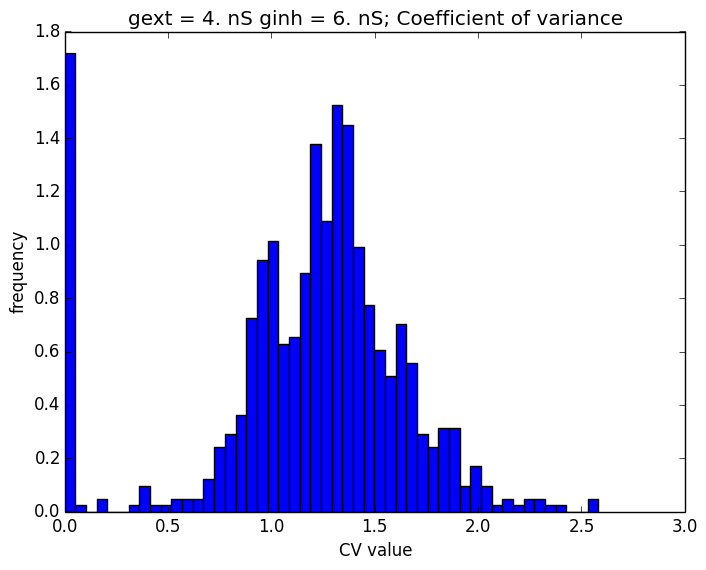 gext = 4. nS ginh = 6. nS; Coefficient of variance
1.8
1.6
1.4
1.2
1.0
0.8
0.6
0.4
0.2
0.0
frequency
0.0 0.5 1.0 1.5 2.0 2.5 3.0
CV value